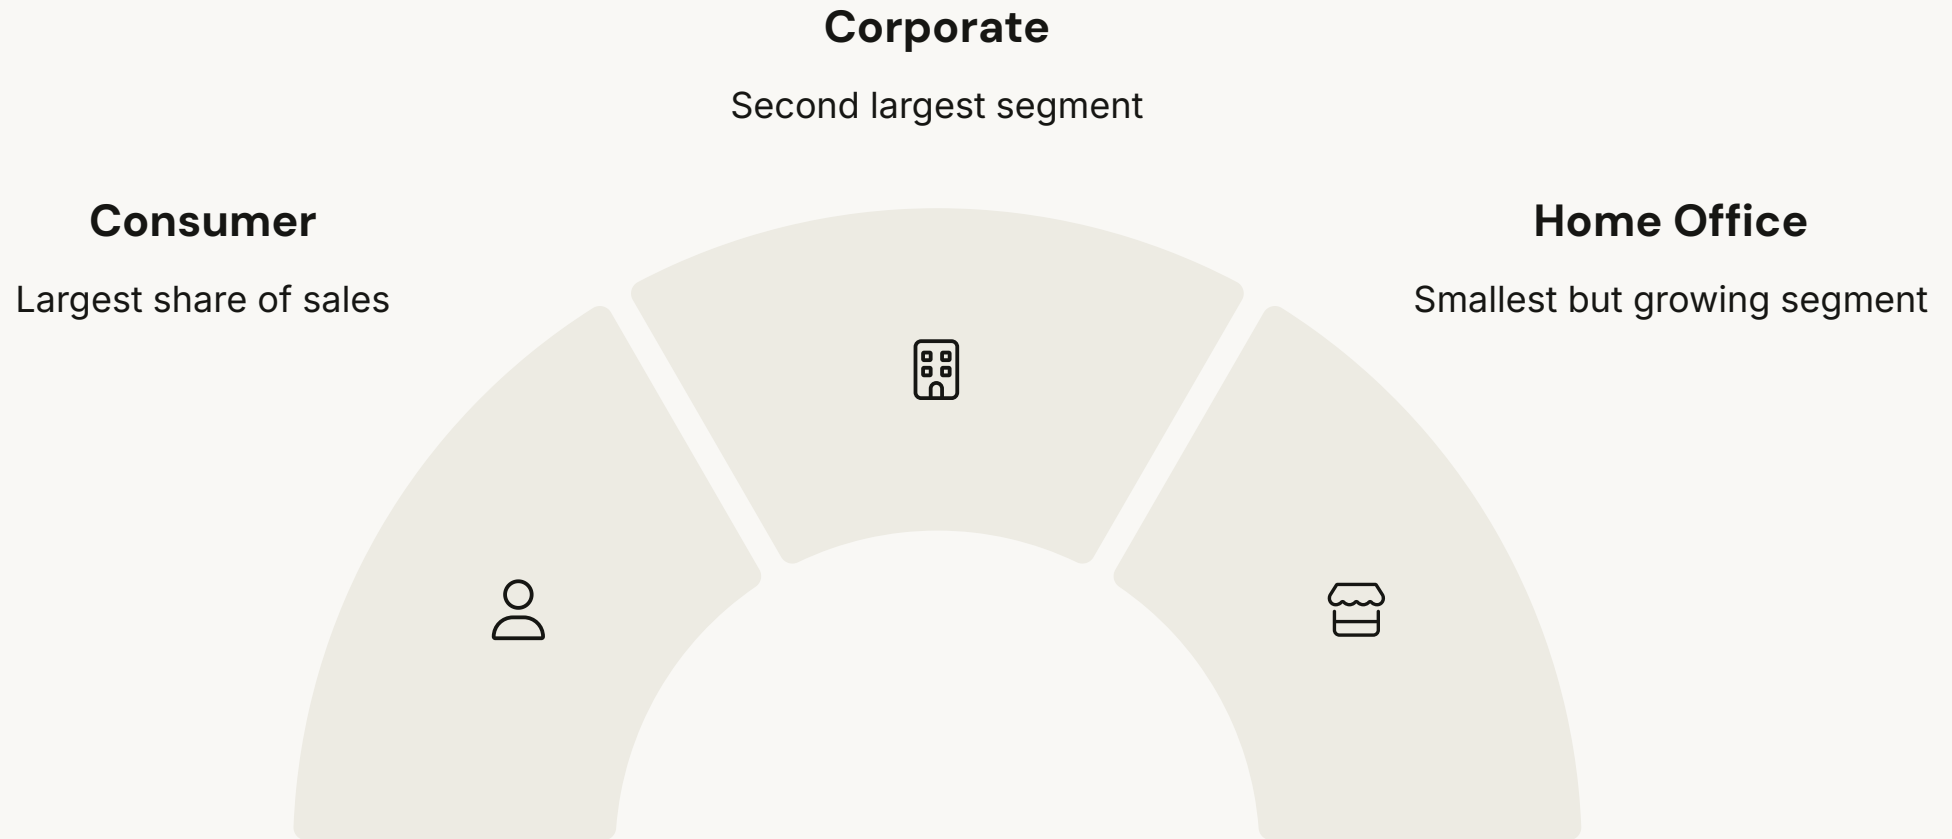 Corporate
Second largest segment
Consumer
Largest share of sales
Home Office
Smallest but growing segment